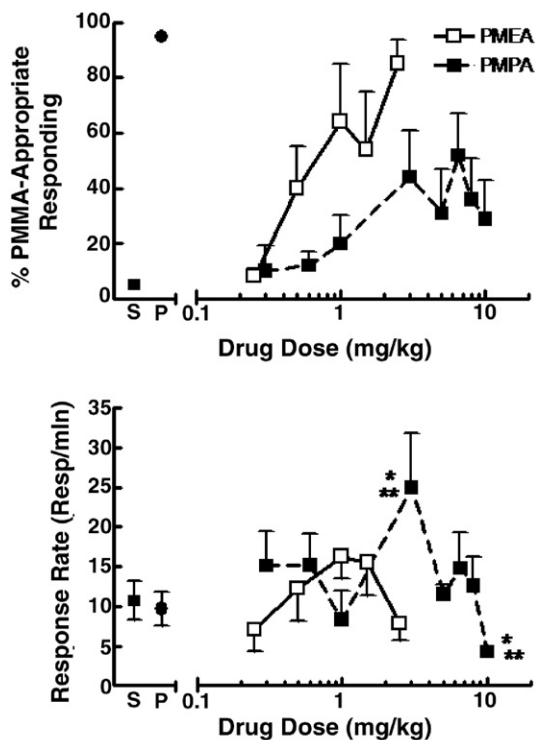 % PMMA-Appropriate
Responding
100
80
60
40
20
0
S
P
0.1
1
10
Drug Dose (mg/kg)
PMEA
PMPA
Response Rate (Resp/mln)
35
30
25
20
15
10
5
0
*
**
*
**
S
P
0.1
1
10
Drug Dose (mg/kg)